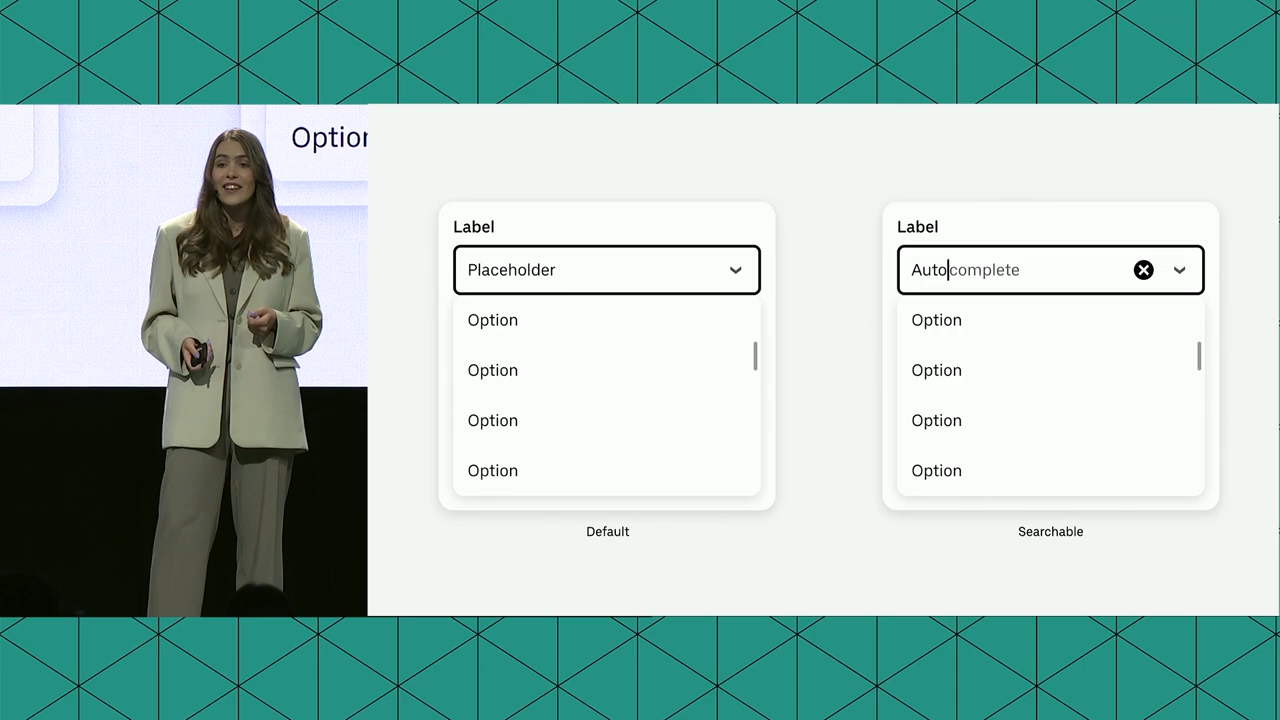 Option
Label
Placeholder
Option
Option
Option
Option
Default
Label
Autocomplete
Option
Option
Option
Option
Searchable